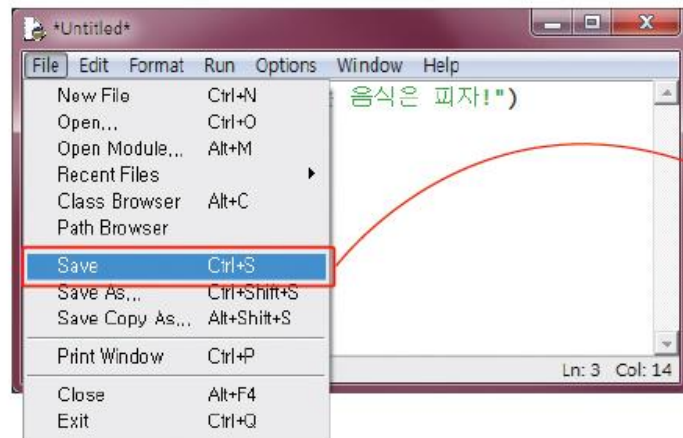 *Untitled*
File Edit Format Run Options Window Help
New File Ctrl+N
음식은 피자!")
Open... Ctrl+O
Open Module... Alt+M
Recent Files
Class Browser Alt+C
Path Browser
Save Ctrl+S
Save As... Ctrl+Shift+S
Save Copy As... Alt+Shift+S
Print Window Ctrl+P
Ln: 3 Col: 14
Close Alt+F4
Exit Ctrl+Q